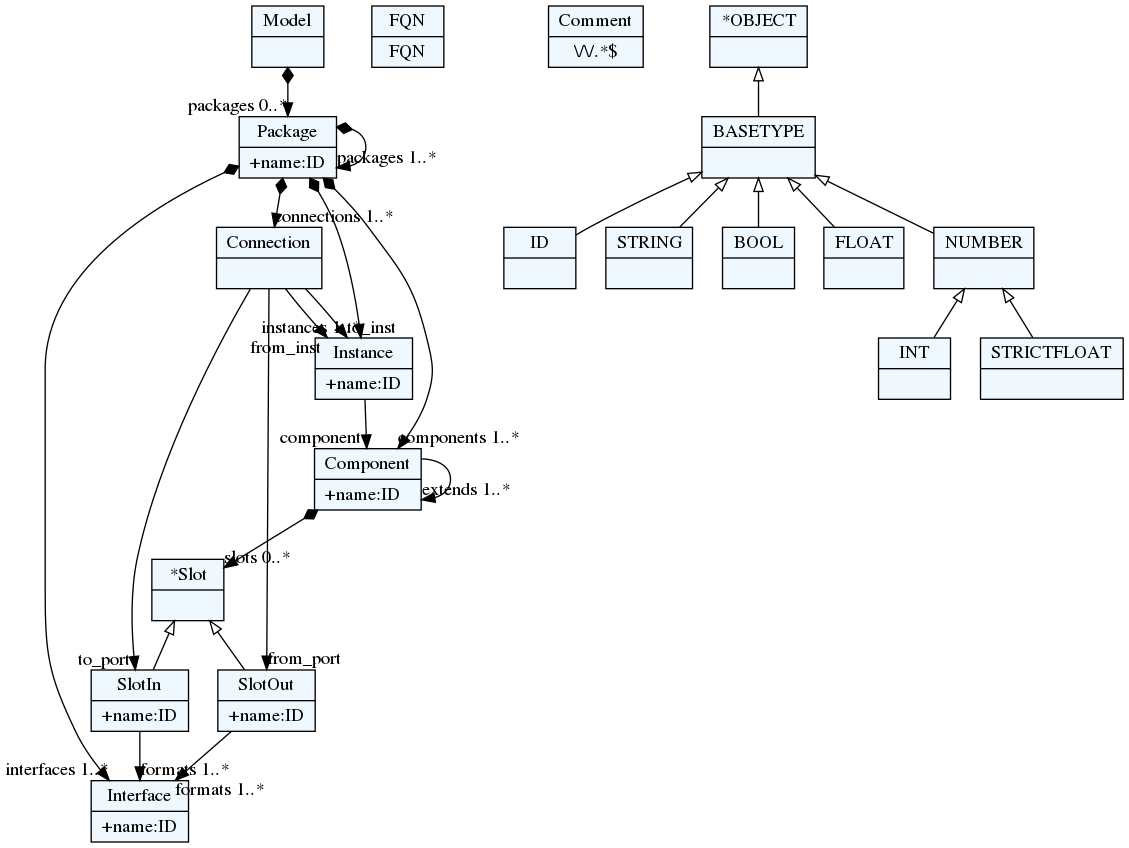 Model
FQN
FQN
Comment
\/\/.*$
*OBJECT
packages 0..*
Package
+name:ID
packages 1..*
BASETYPE
connections 1..*
Connection
ID
STRING
BOOL
FLOAT
NUMBER
instances 1..*
to_inst
from_inst
Instance
+name:ID
INT
STRICTFLOAT
component
components 1..*
Component
+name:ID
extends 1..*
slots 0..*
*Slot
to_port
from_port
SlotIn
+name:ID
SlotOut
+name:ID
interfaces 1..*
formats 1..*
formats 1..*
Interface
+name:ID